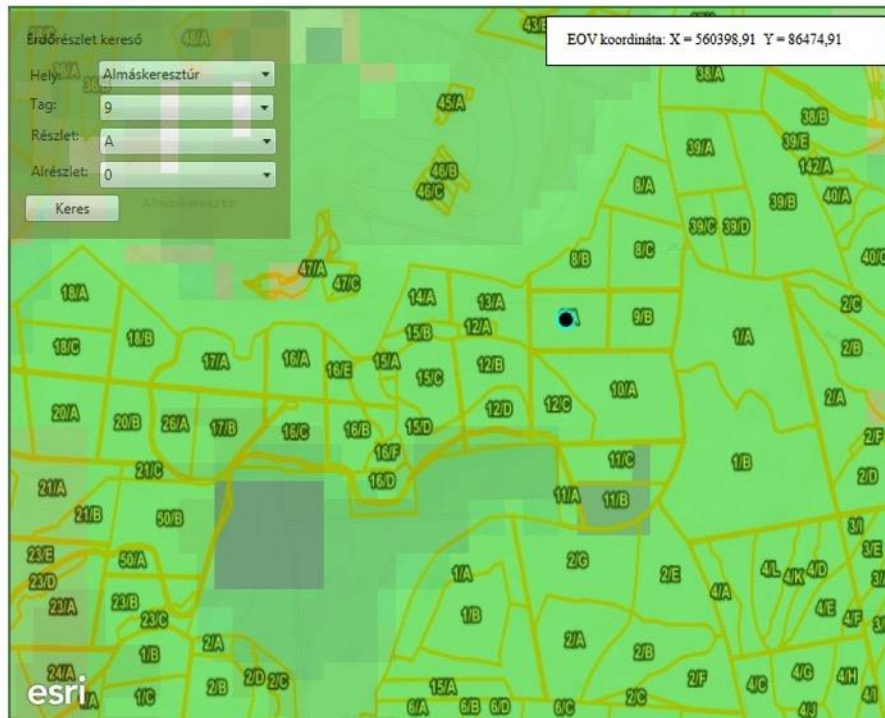 Erdőrészlet kereső
Hely: Almáskeresztúr
Tag: 9
Részlet: A
Alrészlet: 0
Keres
Almáskeresztúr
EOV koordináta: X = 560398,91 Y = 86474,91
48/A
38/A
45/A
38/B
39/E
39/A
46/B
142/A
46/C
8/A
39/B
40/A
39/C
39/D
8/C
8/B
47/A
47/C
18/A
14/A
13/A
2/C
9/B
15/B
12/A
1/A
18/B
18/C
2/B
17/A
16/A
15/A
16/E
12/B
15/C
10/A
2/A
12/C
20/A
12/D
20/B
26/A
17/B
16/C
16/B
15/D
2/F
16/F
11/C
1/B
21/C
16/D
2/D
21/A
11/A
11/B
21/B
50/B
3/I
23/E
50/A
2/G
3/E
4/L
4/D
23/D
1/A
2/E
4/K
4/A
23/A
23/B
4/E
1/B
23/C
4/F
2/A
2/A
1/B
2/B
24/A
4/G
2/D
2/C
2/F
4/H
15/A
4/C
2/B
1/C
2/C
4/I
6/A
6/B
6/D
6/C
4/J
esri